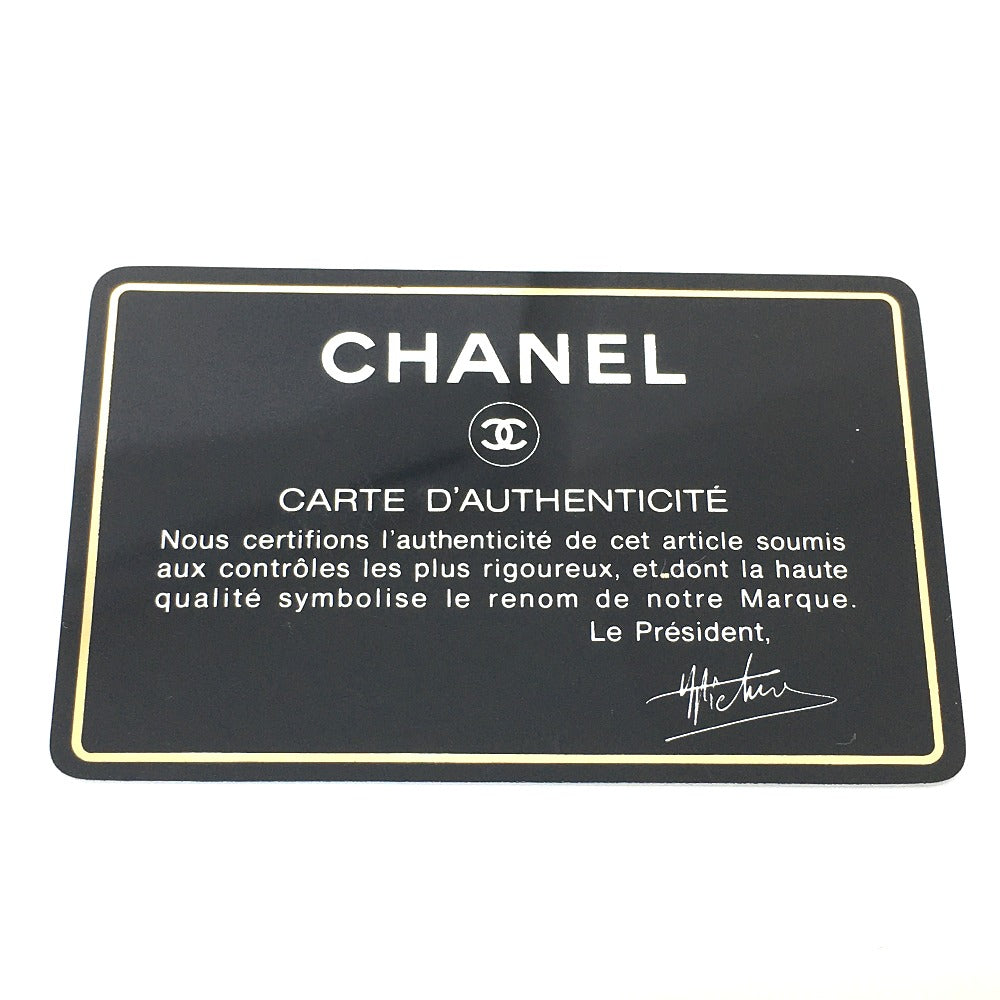 CHANEL
CARTE D'AUTHENTICITÉ
Nous certifions l'authenticité de cet article soumis
aux contrôles les plus rigoureux, et dont la haute
qualité symbolise le renom de notre Marque.
Le Président,